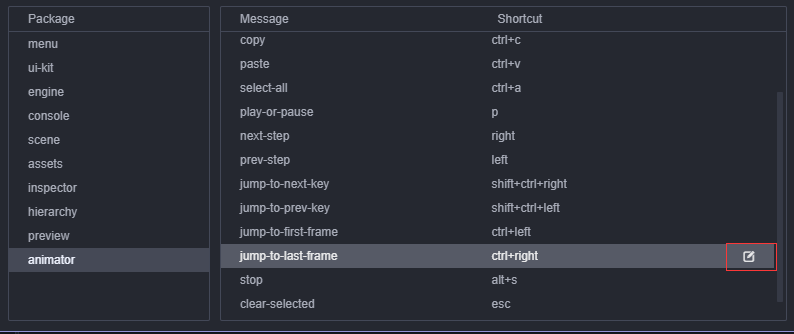 Package
menu
ui-kit
engine
console
scene
assets
inspector
hierarchy
preview
animator
Message Shortcut
copy ctrl+c
paste ctrl+v
select-all ctrl+a
play-or-pause p
next-step right
prev-step left
jump-to-next-key shift+ctrl+right
jump-to-prev-key shift+ctrl+left
jump-to-first-frame ctrl+left
jump-to-last-frame ctrl+right
stop alt+s
clear-selected esc